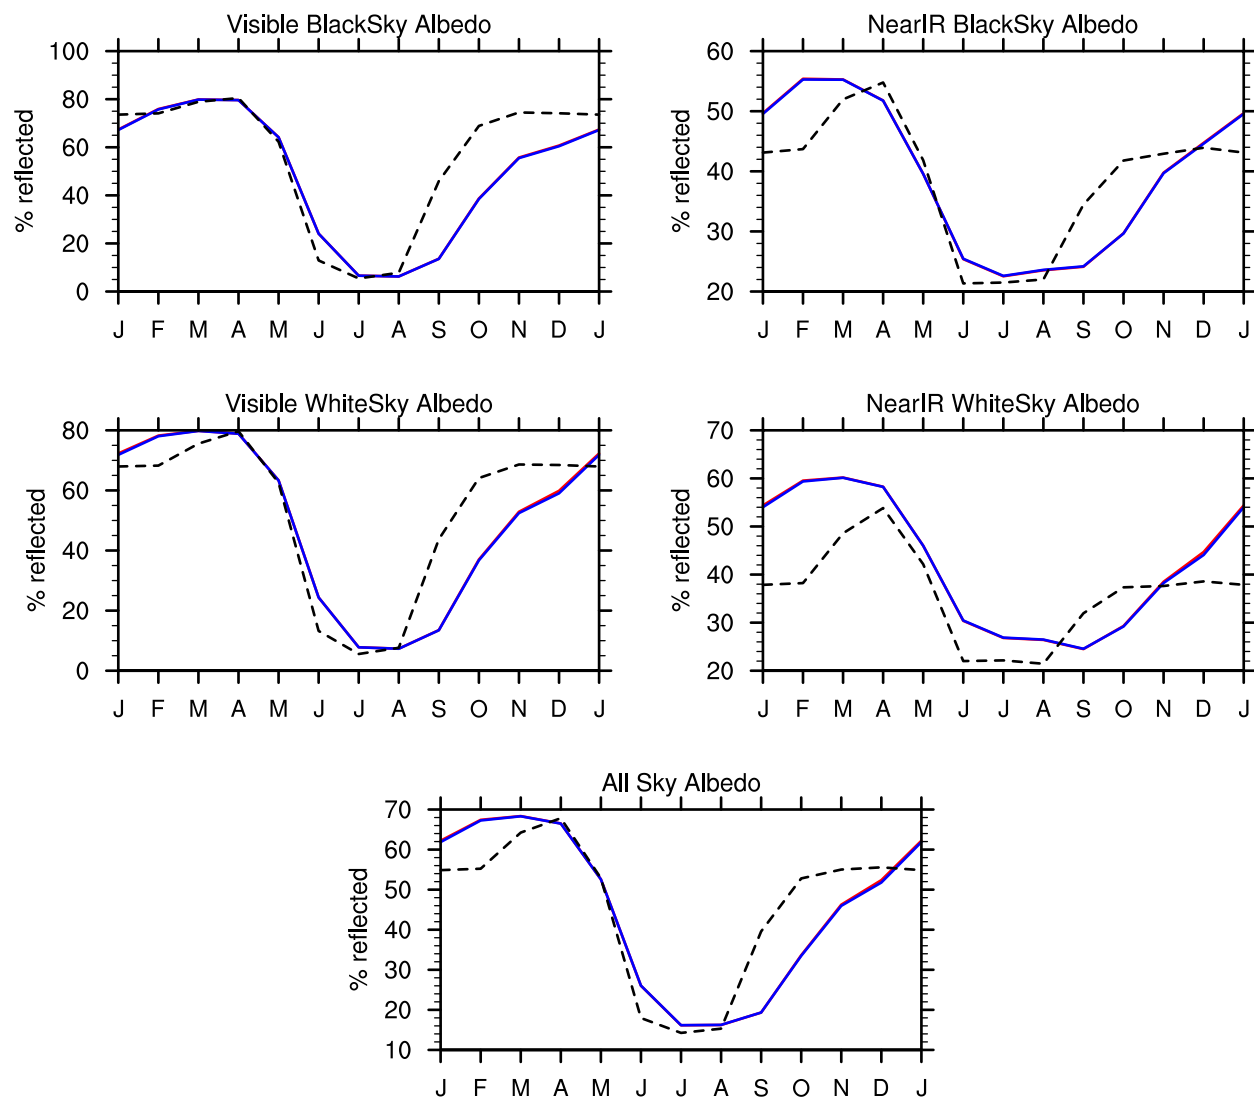 Visible BlackSky Albedo
% reflected
100
80
60
40
20
0
J F M A M J J A S O N D J
NearIR BlackSky Albedo
% reflected
60
50
40
30
20
J F M A M J J A S O N D J
Visible WhiteSky Albedo
% reflected
80
60
40
20
0
J F M A M J J A S O N D J
NearIR WhiteSky Albedo
% reflected
70
60
50
40
30
20
J F M A M J J A S O N D J
All Sky Albedo
% reflected
70
60
50
40
30
20
10
J F M A M J J A S O N D J